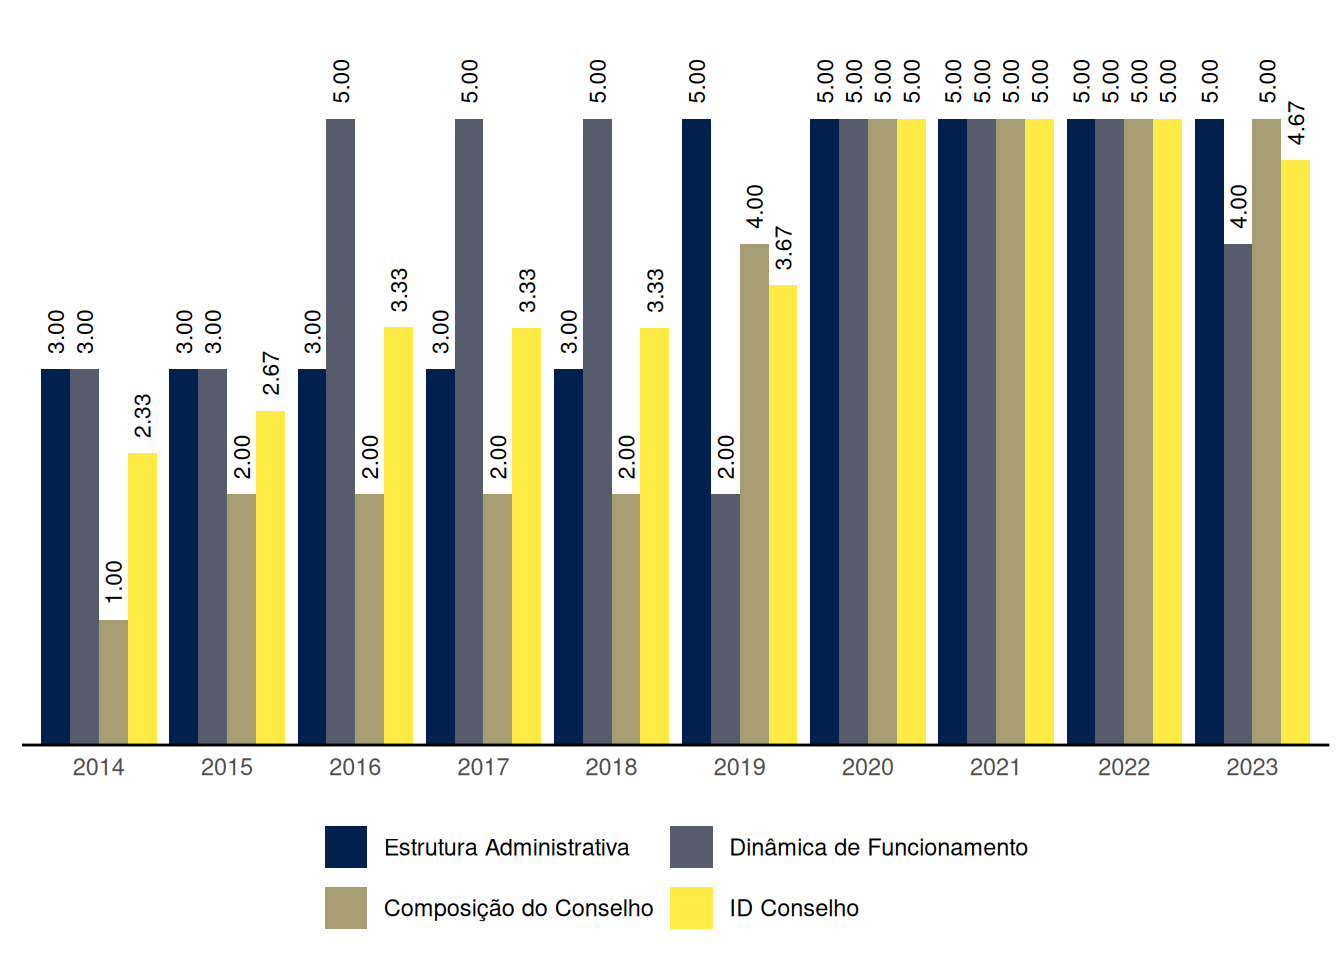 3.00 3.00 1.00 2.33 3.00 3.00 2.00 2.67 3.00 5.00 2.00 3.33 3.00 5.00 2.00 3.33 3.00 5.00 2.00 3.33 5.00 2.00 4.00 3.67 5.00 5.00 5.00 5.00 5.00 5.00 5.00 5.00 5.00 5.00 5.00 5.00 5.00 4.00 5.00 4.67
2014 2015 2016 2017 2018 2019 2020 2021 2022 2023
Estrutura Administrativa Dinâmica de Funcionamento
Composição do Conselho ID Conselho